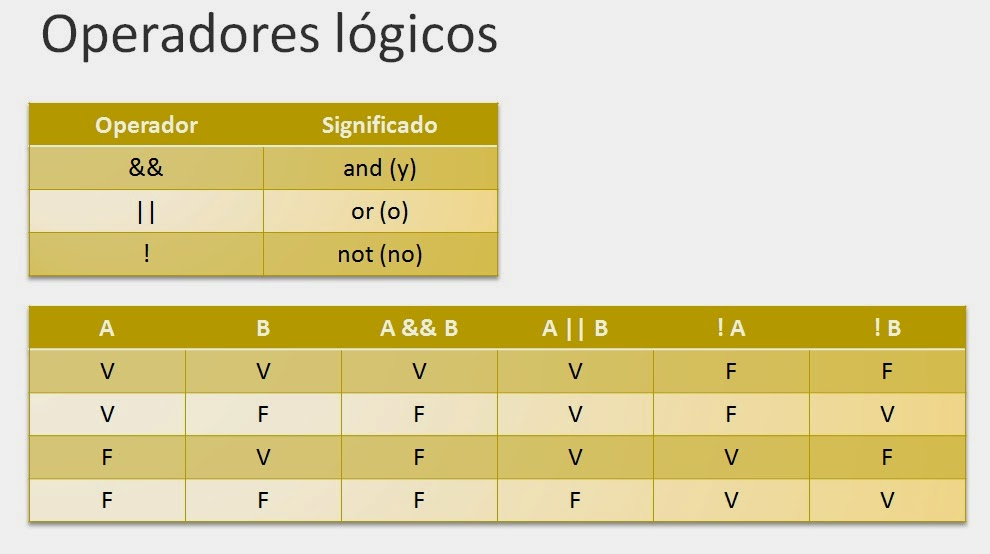 Operadores lógicos
Operador Significado
&& and (y)
|| or (o)
! not (no)
A B A && B A || B ! A ! B
V V V V F F
V F F V F V
F V F V V F
F F F F V V